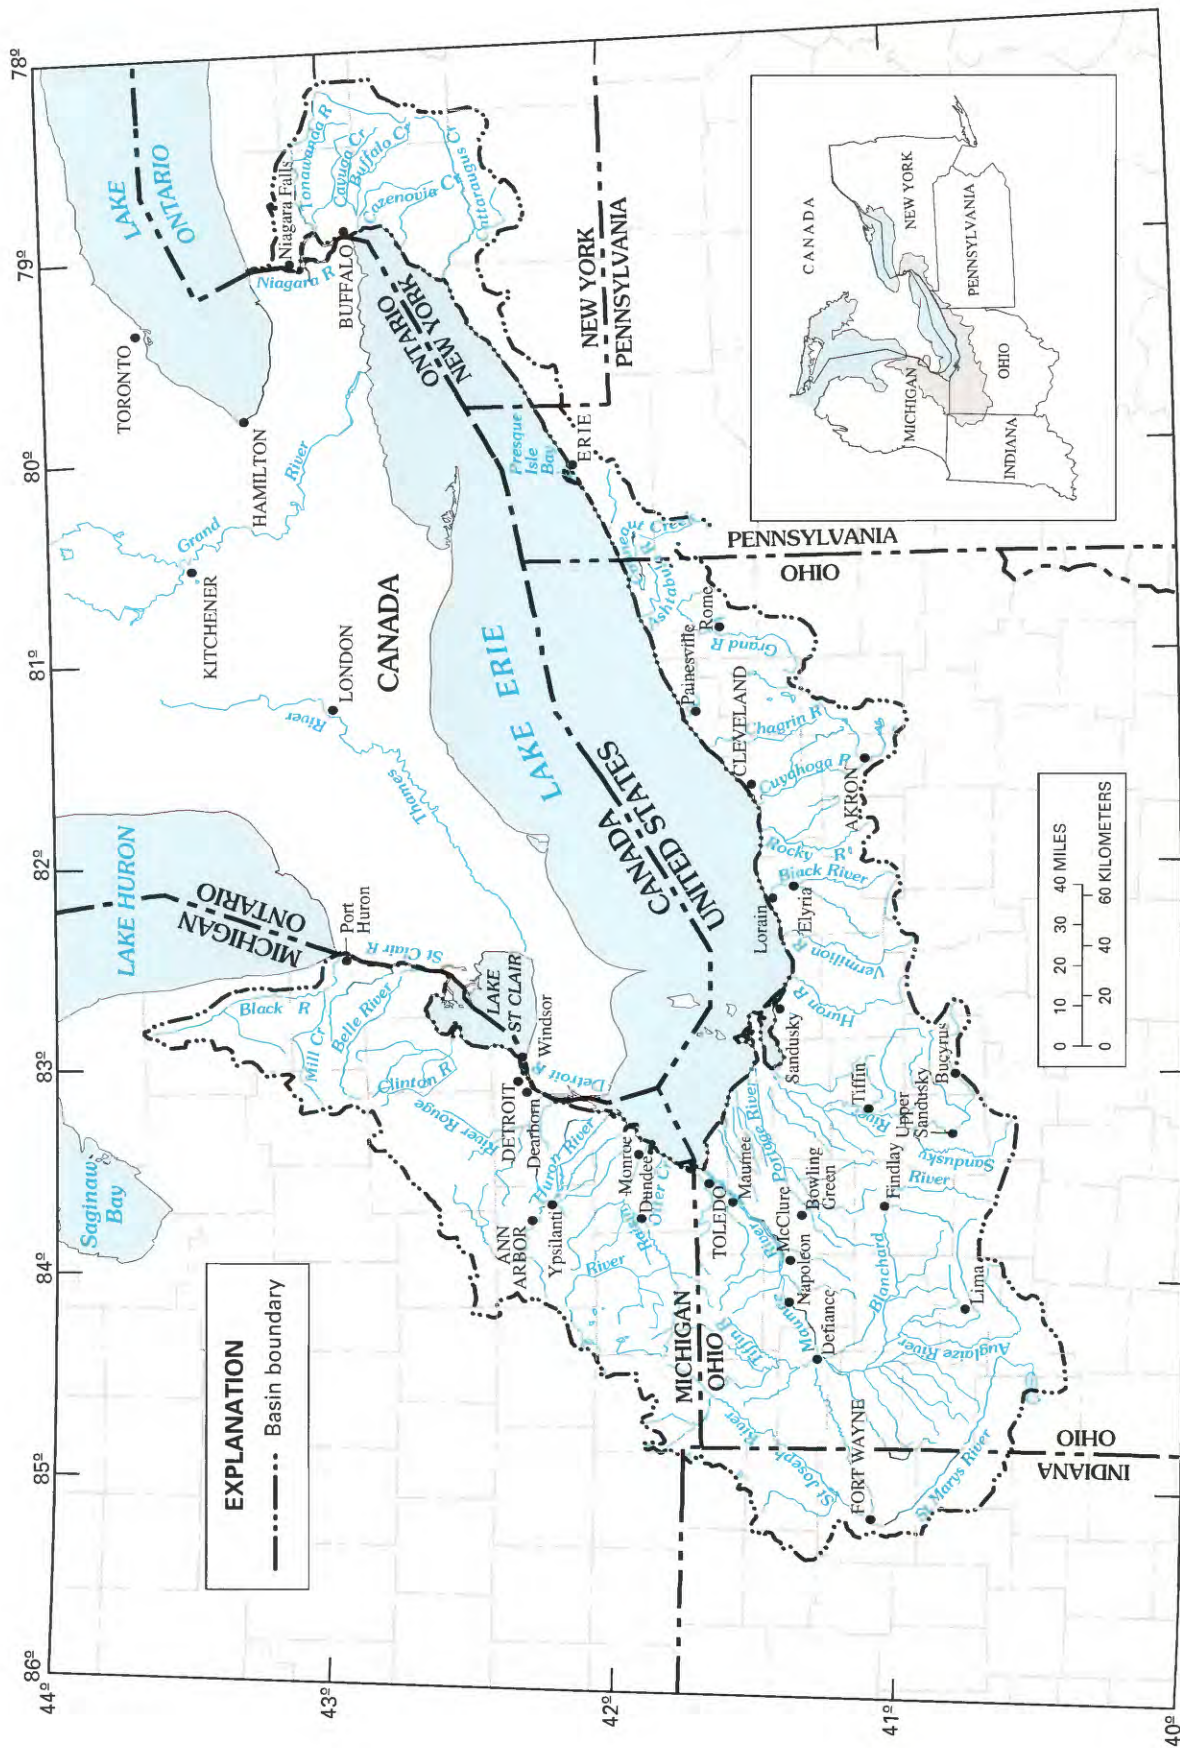 86º
85º
84º
83º
82º
81º
80º
79º
78º
44º
43º
42º
41º
40º
EXPLANATION
Basin boundary
Saginaw
Bay
LAKE HURON
MICHIGAN
ONTARIO
Port
Huron
St Clair R
Black R
Mill Cr
Belle River
Clinton R
River Rouge
LAKE
ST CLAIR
Windsor
Detroit R
DETROIT
Dearborn
ANN
ARBOR
Ypsilanti
Huron River
Monroe
Dundee
Raisin
River
KITCHENER
LONDON
Thames
River
CANADA
Grand
River
TORONTO
HAMILTON
LAKE
ONTARIO
Niagara Falls
Niagara R
BUFFALO
Tonawanda R
Cayuga Cr
Buffalo Cr
Cazenovia Cr
Cattaraugus Cr
ONTARIO
NEW YORK
NEW YORK
PENNSYLVANIA
LAKE ERIE
CANADA
UNITED STATES
Presque
Isle
Bay
ERIE
Conneaut Creek
Ashtabula R
Rome
Grand R
Painesville
PENNSYLVANIA
OHIO
CLEVELAND
Chagrin R
Cuyahoga R
AKRON
Rocky R
Black River
Lorain
Elyria
Vermilion R
Huron R
Sandusky
Bucyrus
Tiffin
Upper
Sandusky
Sandusky
River
Portage River
Maumee
TOLEDO
McClure
Bowling
Green
Findlay
Napoleon
Defiance
Maumee
River
Blanchard
River
Lima
Auglaize River
Tiffin R
MICHIGAN
OHIO
St Joseph
River
FORT WAYNE
St Marys River
INDIANA
OHIO
0 10 20 30 40 MILES
0 20 40 60 KILOMETERS
CANADA
MICHIGAN
NEW YORK
PENNSYLVANIA
OHIO
INDIANA